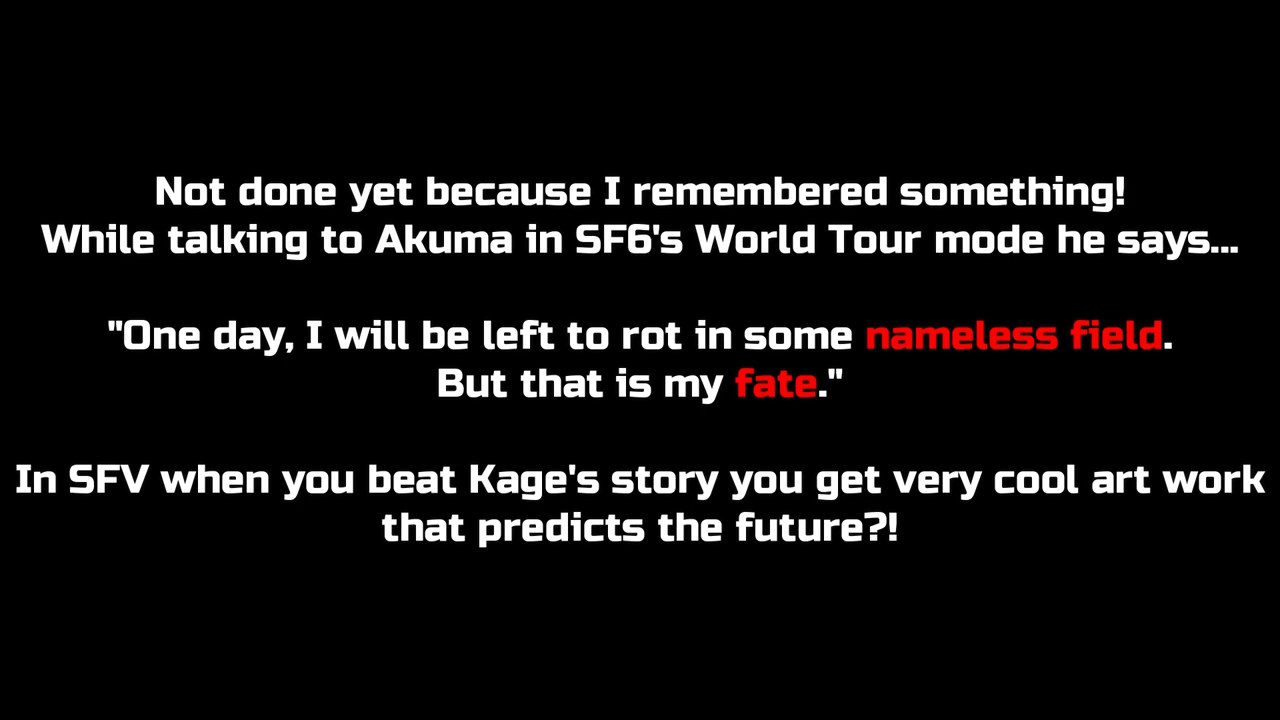 Not done yet because I remembered something!
While talking to Akuma in SF6's World Tour mode he says...
"One day, I will be left to rot in some nameless field.
But that is my fate."
In SFV when you beat Kage's story you get very cool art work
that predicts the future?!